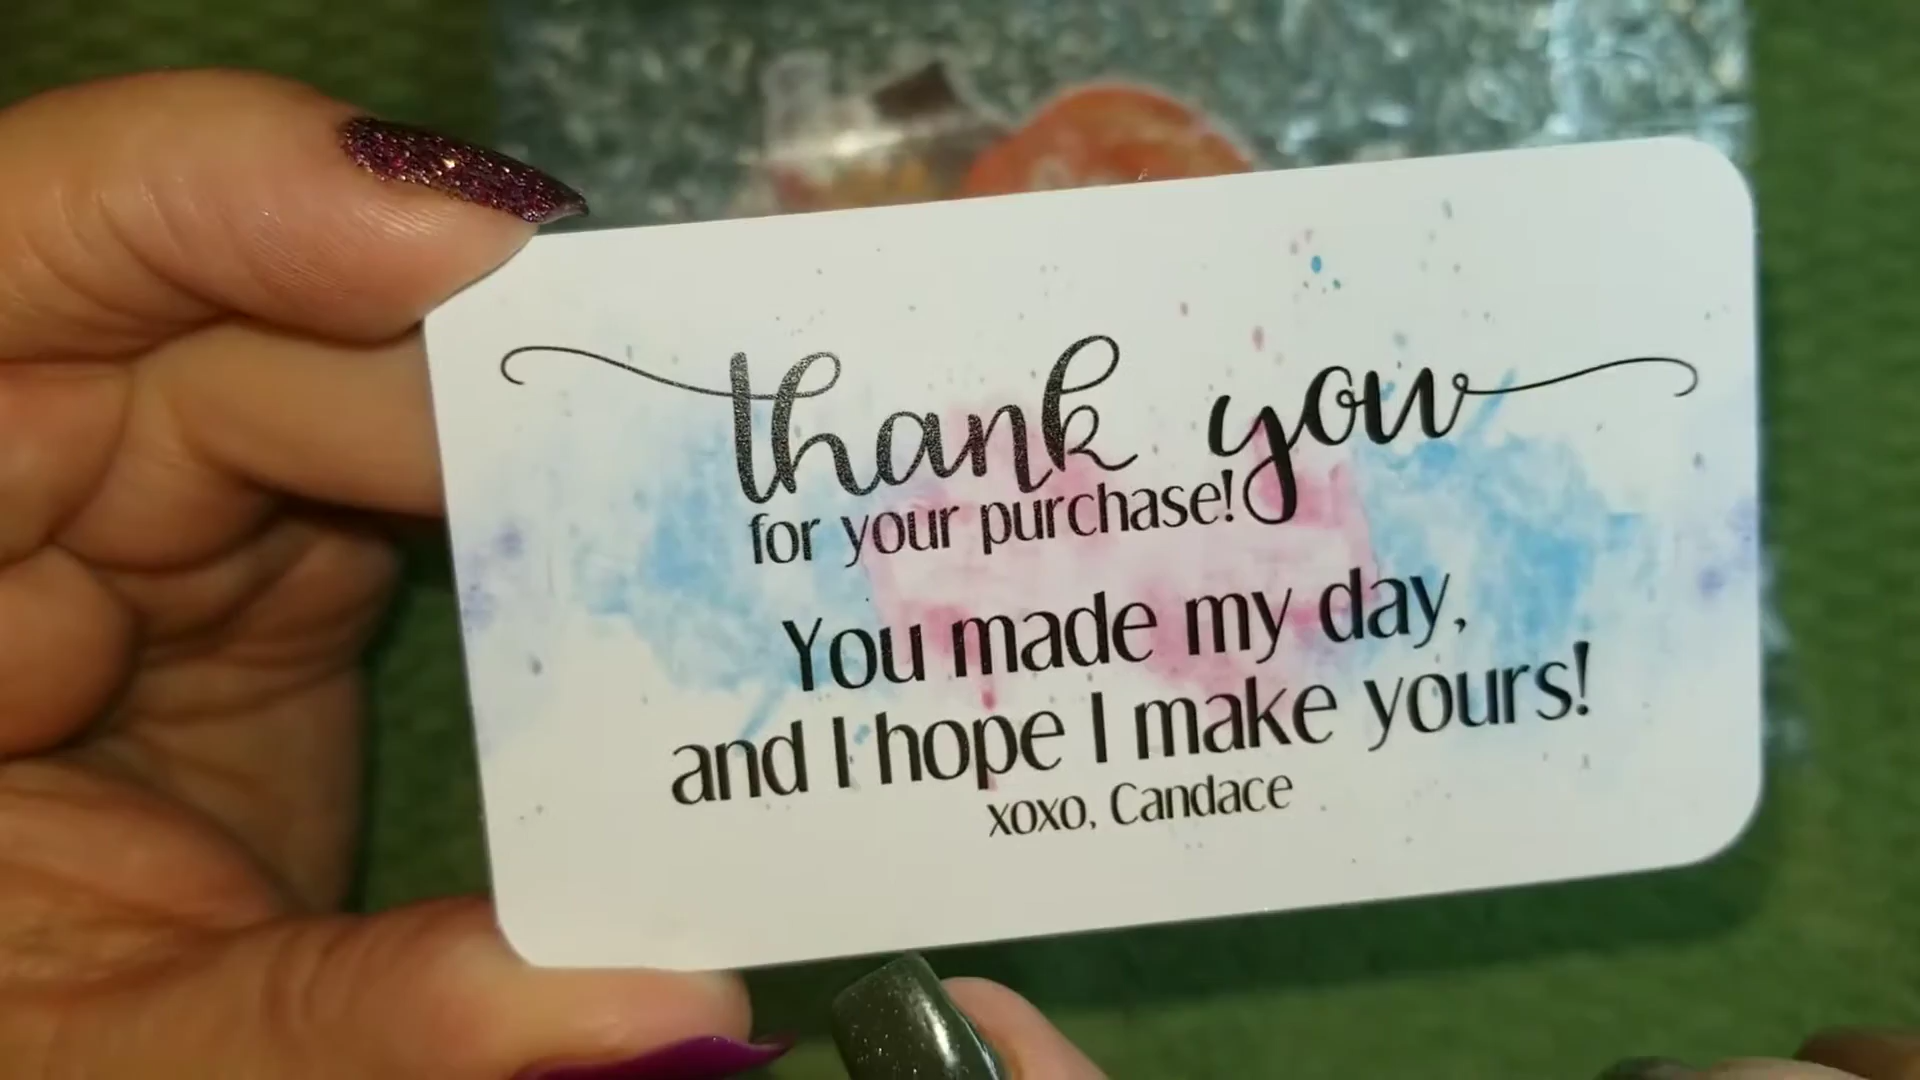 thank you
for your purchase!
You made my day,
and I hope I make yours!
xoxo, Candace